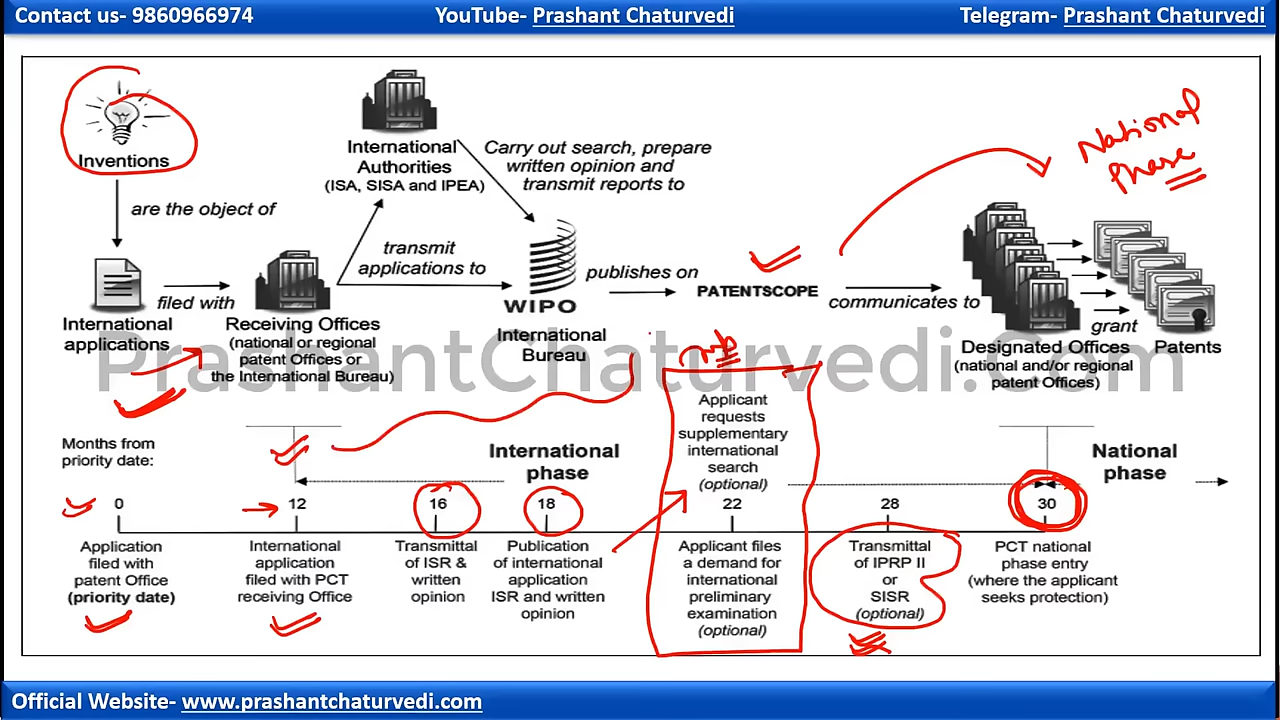 Contact us- 9860966974
YouTube- Prashant Chaturvedi
Telegram- Prashant Chaturvedi
Inventions
are the object of
International
applications
filed with
Receiving Offices
(national or regional
patent Offices or
the International Bureau)
International
Authorities
(ISA, SISA and IPEA)
transmit
applications to
Carry out search, prepare
written opinion and
transmit reports to
WIPO
International
Bureau
publishes on
PATENTSCOPE
communicates to
National
Phase
Designated Offices
(national and/or regional
patent Offices)
grant
Patents
PrashantChaturvedi.Com
Months from
priority date:
International
phase
National
phase
0
Application
filed with
patent Office
(priority date)
12
International
application
filed with PCT
receiving Office
16
Transmittal
of ISR &
written
opinion
18
Publication
of international
application
ISR and written
opinion
Applicant
requests
supplementary
international
search
(optional)
22
Applicant files
a demand for
international
preliminary
examination
(optional)
28
Transmittal
of IPRP II
or
SISR
(optional)
30
PCT national
phase entry
(where the applicant
seeks protection)
Official Website- www.prashantchaturvedi.com